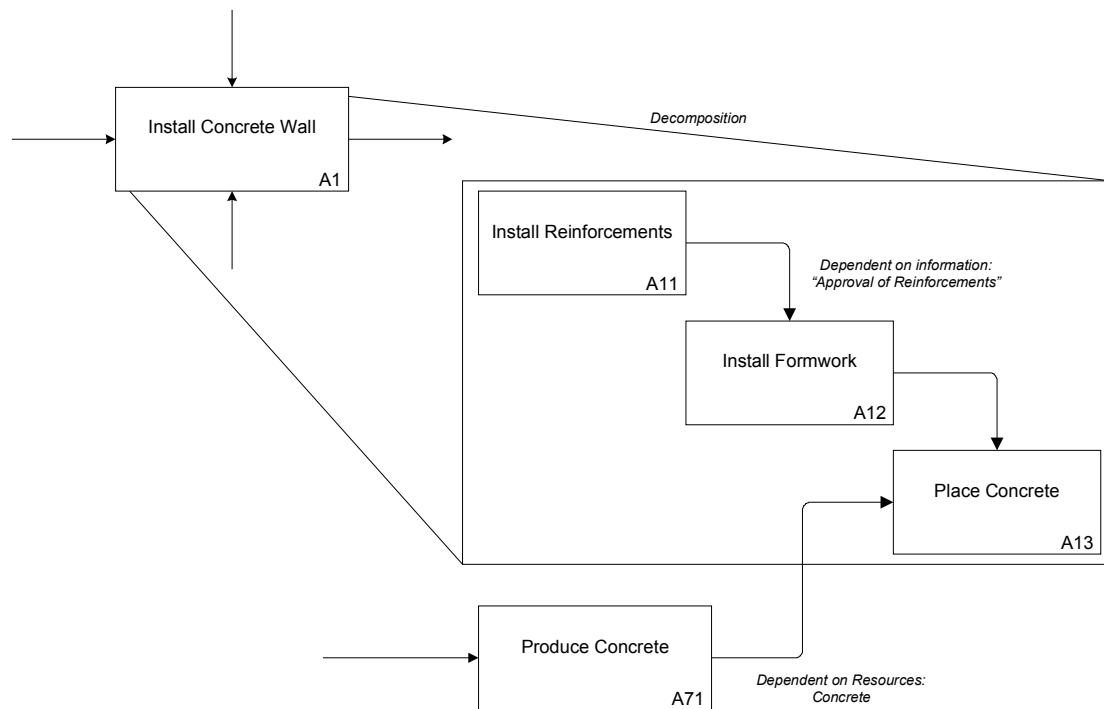 Install Concrete Wall
A1
Decomposition
Install Reinforcements
A11
Dependent on information:
“Approval of Reinforcements”
Install Formwork
A12
Place Concrete
A13
Produce Concrete
A71
Dependent on Resources:
Concrete